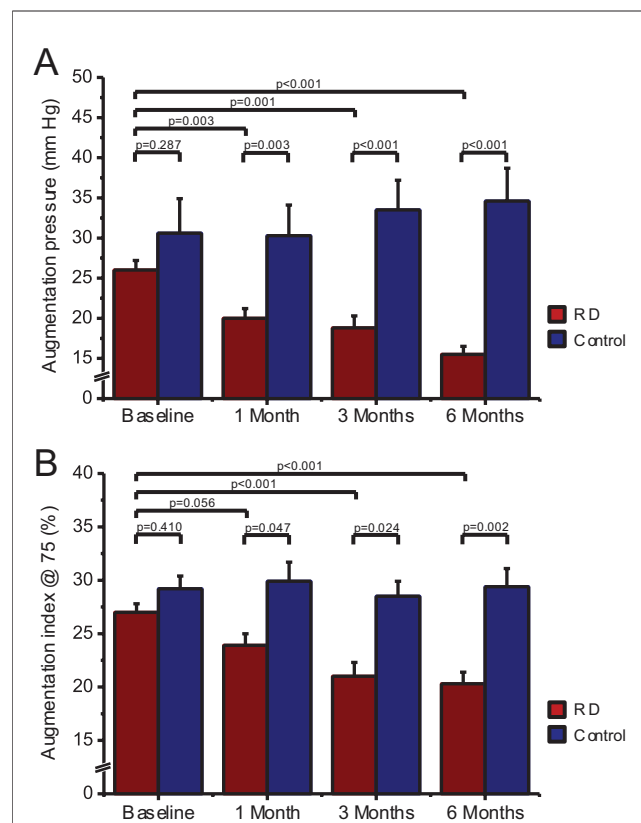 A
Augmentation pressure (mm Hg)
50
45
40
35
30
25
20
15
0
p<0.001
p=0.001
p=0.003
p=0.287
p=0.003
p<0.001
p<0.001
RD
Control
Baseline
1 Month
3 Months
6 Months
B
Augmentation index @ 75 (%)
40
35
30
25
20
15
0
p<0.001
p<0.001
p=0.056
p=0.410
p=0.047
p=0.024
p=0.002
RD
Control
Baseline
1 Month
3 Months
6 Months